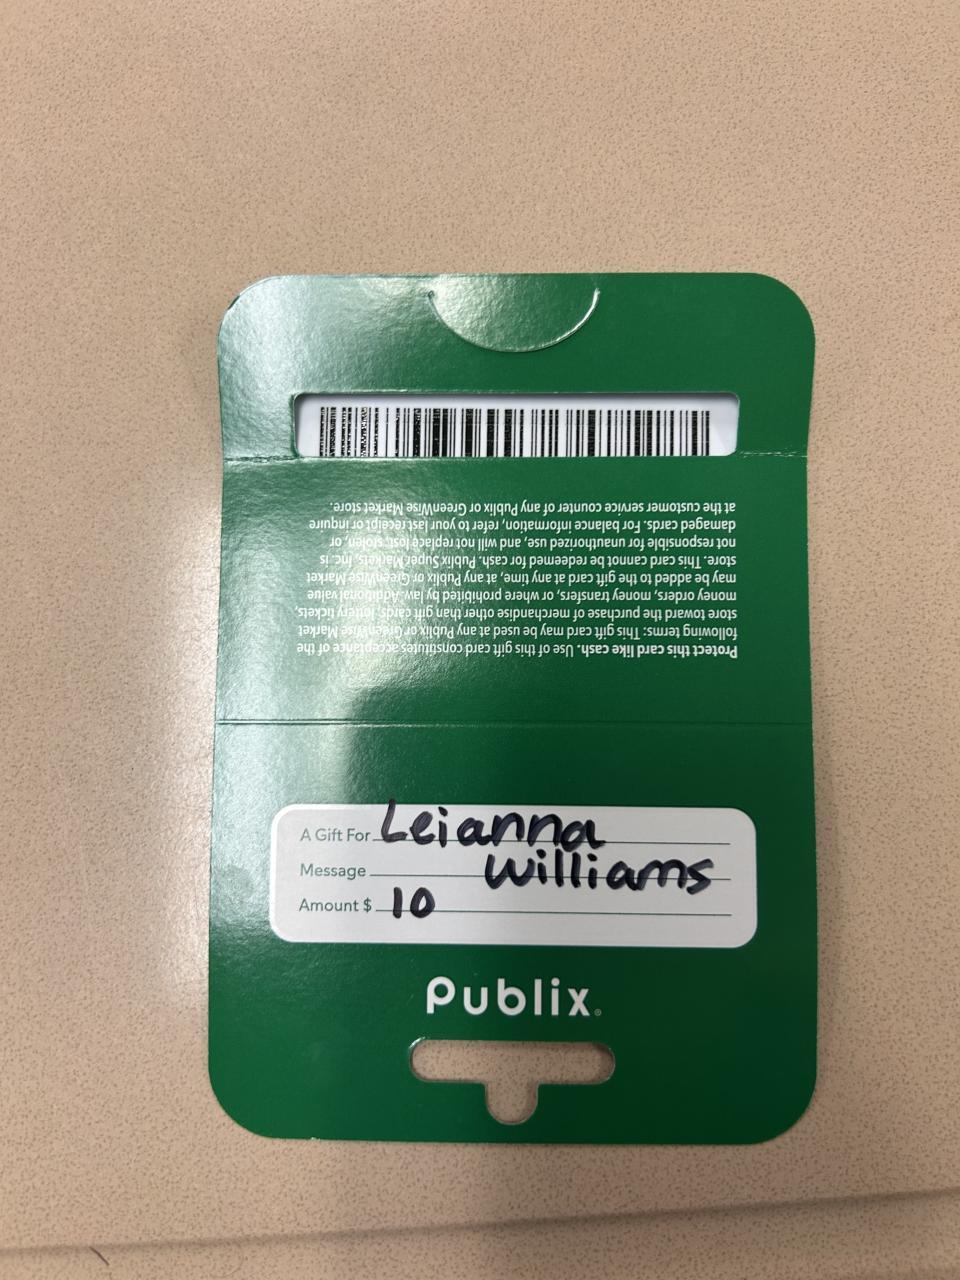 at the customer service counter of any Publix or GreenWise Market store.
damaged cards. For balance information, refer to your last receipt or inquire
not responsible for unauthorized use, and will not replace lost, stolen, or
store. This card cannot be redeemed for cash. Publix Super Markets, Inc. is
may be added to the gift card at any time, at any Publix or GreenWise Market
money orders, money transfers, or where prohibited by law. Additional value
store toward the purchase of merchandise other than gift cards, lottery tickets,
following terms: This gift card may be used at any Publix or GreenWise Market
Protect this card like cash. Use of this gift card constitutes acceptance of the
A Gift For Leianna
Message Williams
Amount $ 10
Publix